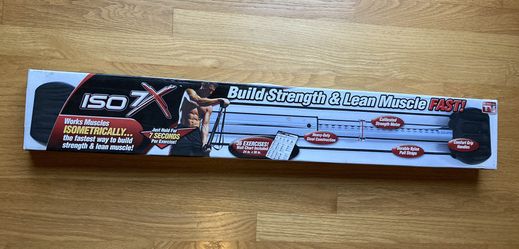 ISO 7X
Build Strength & Lean Muscle FAST!
Works Muscles
ISOMETRICALLY...
the fastest way to build
strength & lean muscle!
Just Hold For
7 SECONDS
Per Exercise!
Calibrated
Strength Meter
Heavy-Duty
Steel Construction
Wall Chart Included
Durable Nylon
Pull Straps
Comfort Grip
Handles